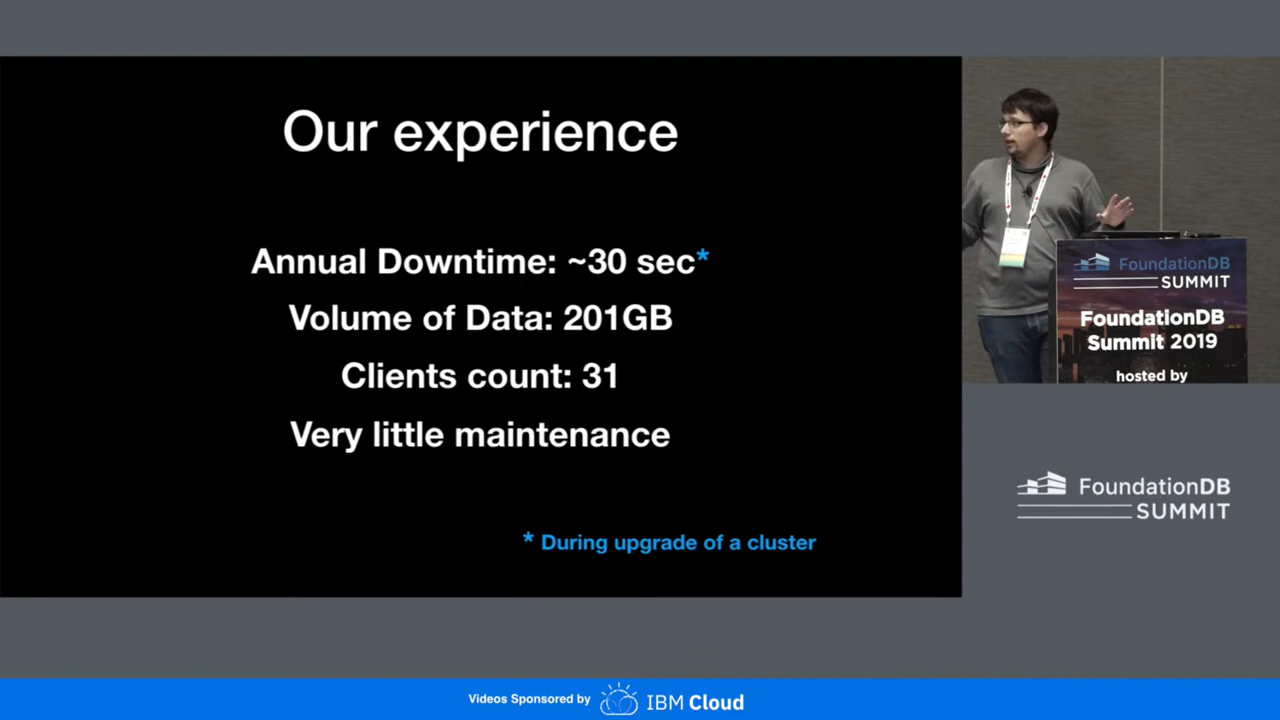 Our experience
Annual Downtime: ~30 sec*
Volume of Data: 201GB
Clients count: 31
Very little maintenance
* During upgrade of a cluster
FoundationDB
SUMMIT
FoundationDB
Summit 2019
hosted by
FoundationDB
SUMMIT
Videos Sponsored by IBM Cloud